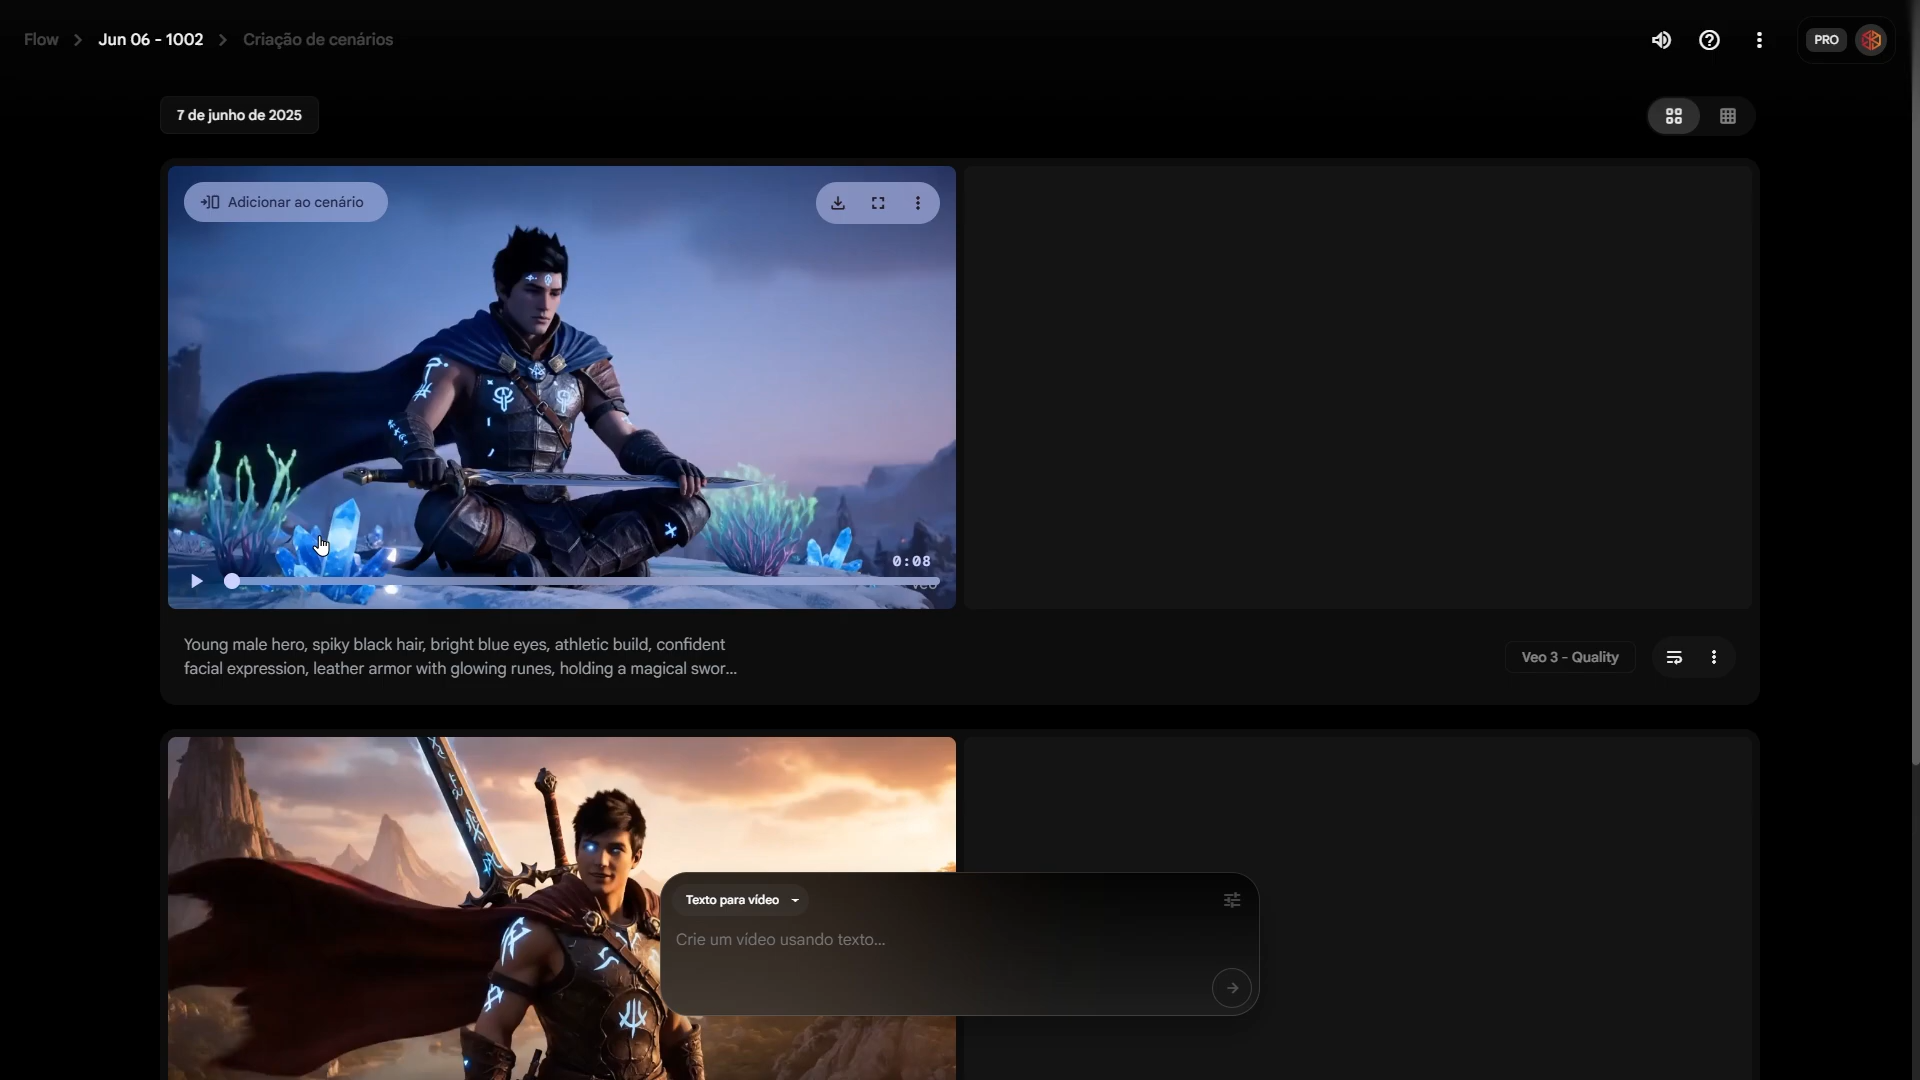 Flow > Jun 06 - 1002 > Criação de cenários
PRO
7 de junho de 2025
Adicionar ao cenário
0:08
Veo
Young male hero, spiky black hair, bright blue eyes, athletic build, confident
facial expression, leather armor with glowing runes, holding a magical swor...
Veo 3 - Quality
Texto para vídeo
Crie um vídeo usando texto...